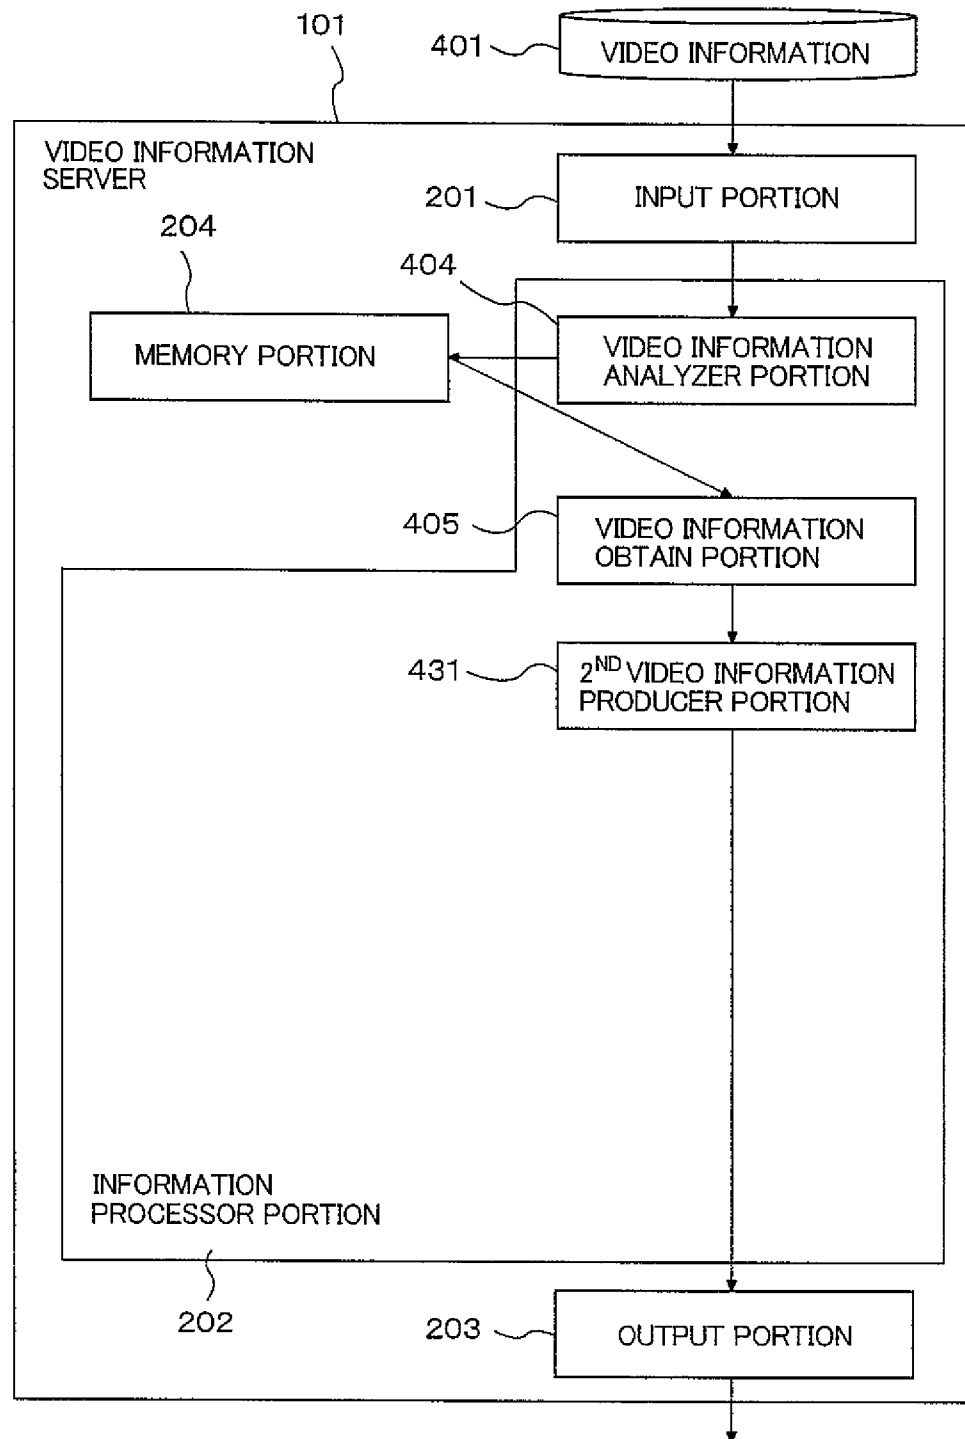 101
401
VIDEO INFORMATION
VIDEO INFORMATION
SERVER
201
INPUT PORTION
204
404
MEMORY PORTION
VIDEO INFORMATION
ANALYZER PORTION
405
VIDEO INFORMATION
OBTAIN PORTION
431
2ND VIDEO INFORMATION
PRODUCER PORTION
INFORMATION
PROCESSOR PORTION
202
203
OUTPUT PORTION